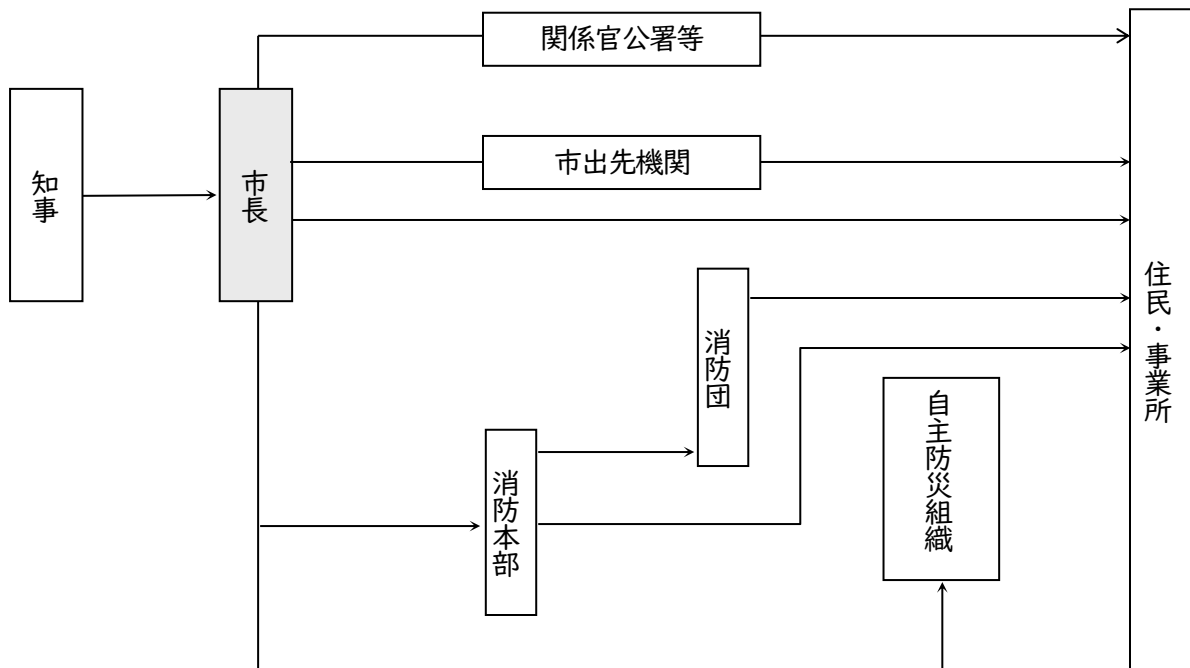 関係官公署等
市出先機関
知事
市長
住民・事業所
消防団
自主防災組織
消防本部